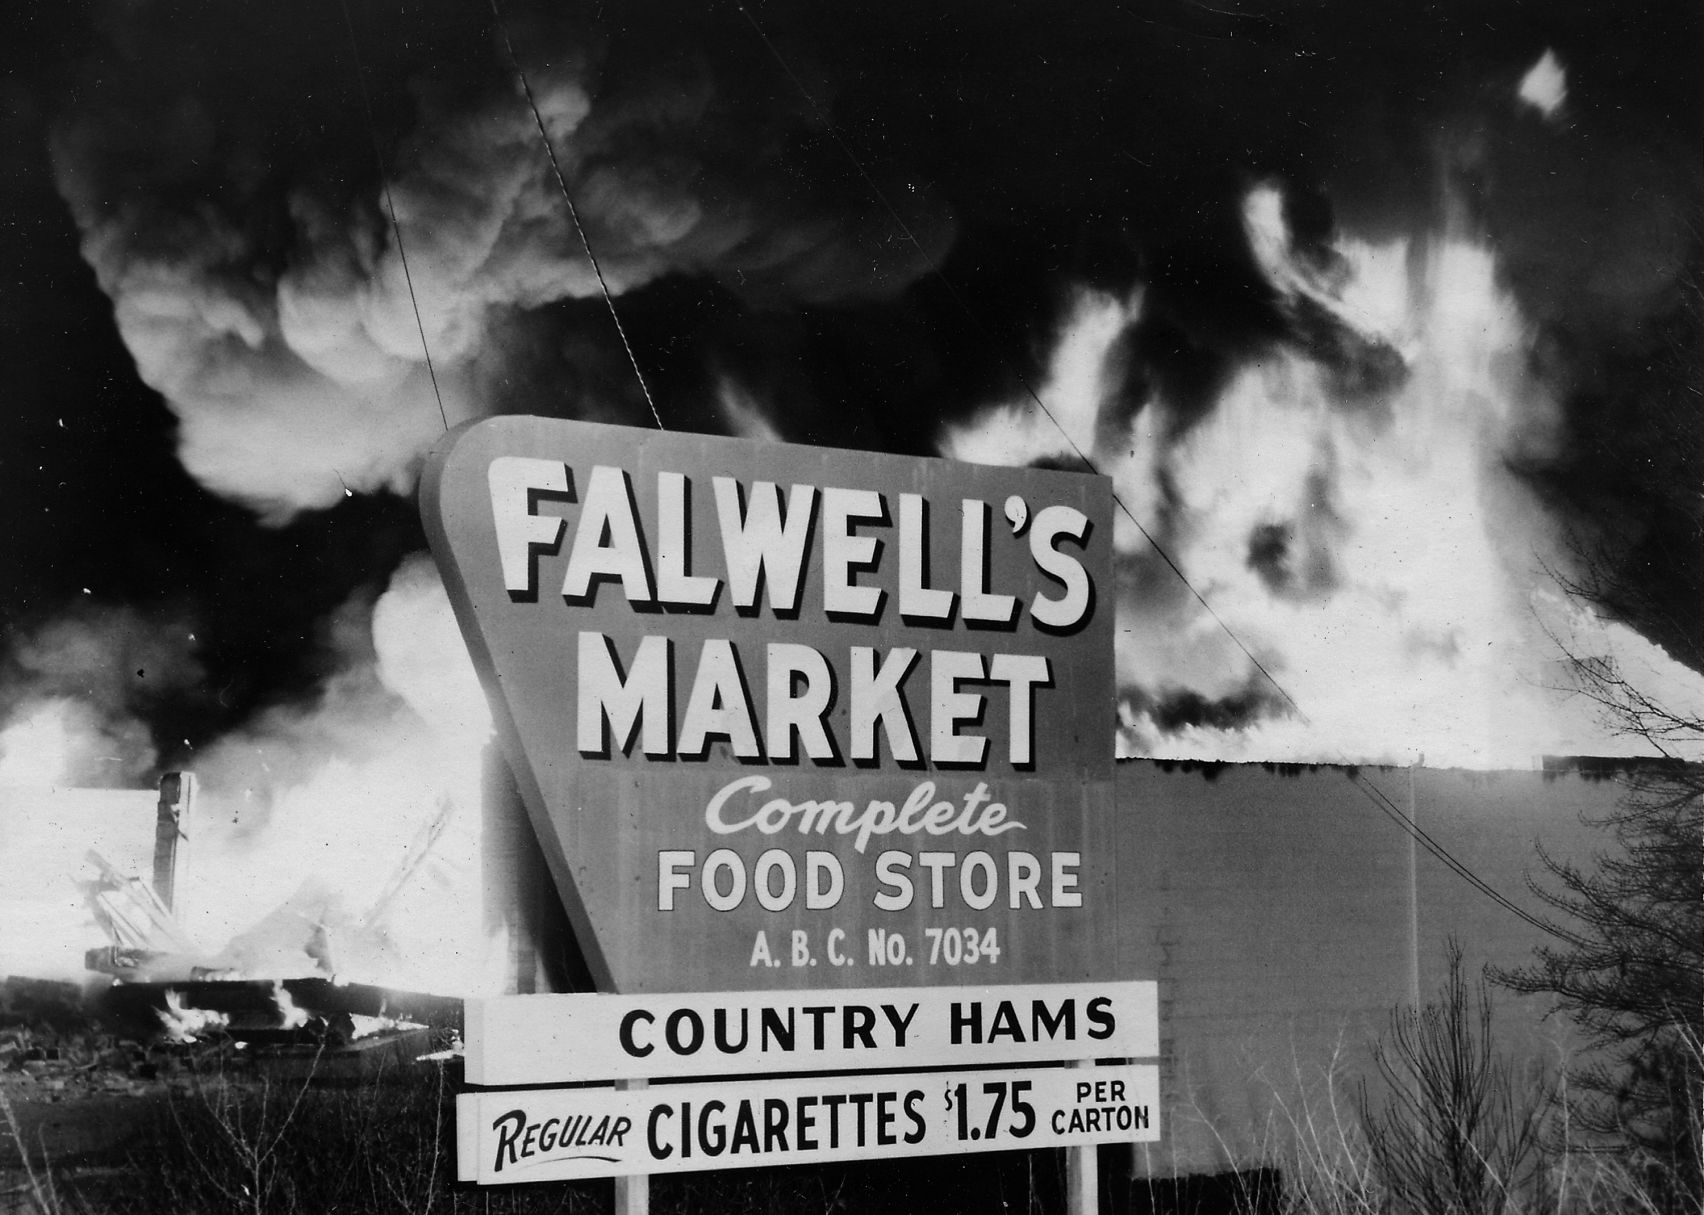 FALWELL'S
MARKET
Complete
FOOD STORE
A. B. C. No. 7034
COUNTRY HAMS
REGULAR CIGARETTES $1.75 PER CARTON